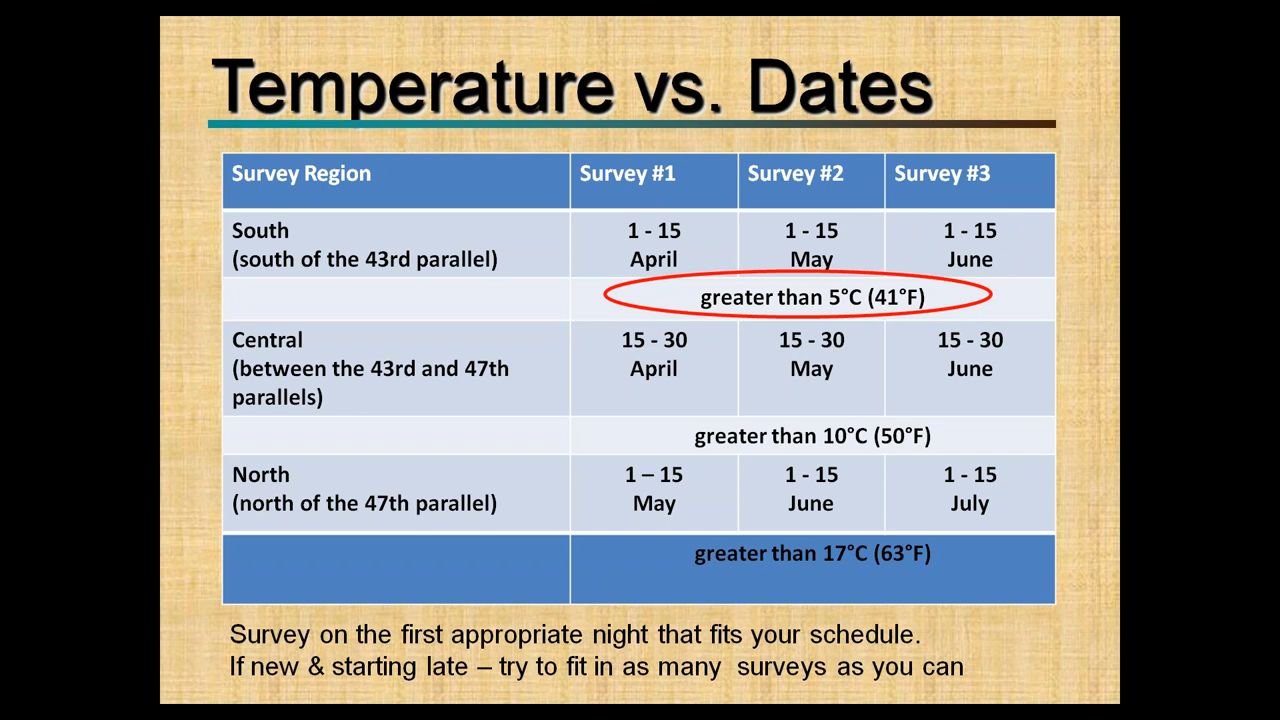 Temperature vs. Dates
Survey Region Survey #1 Survey #2 Survey #3
South 1 - 15 1 - 15 1 - 15
(south of the 43rd parallel) April May June
greater than 5°C (41°F)
Central 15 - 30 15 - 30 15 - 30
(between the 43rd and 47th April May June
parallels)
greater than 10°C (50°F)
North 1 – 15 1 - 15 1 - 15
(north of the 47th parallel) May June July
greater than 17°C (63°F)
Survey on the first appropriate night that fits your schedule.
If new & starting late – try to fit in as many surveys as you can